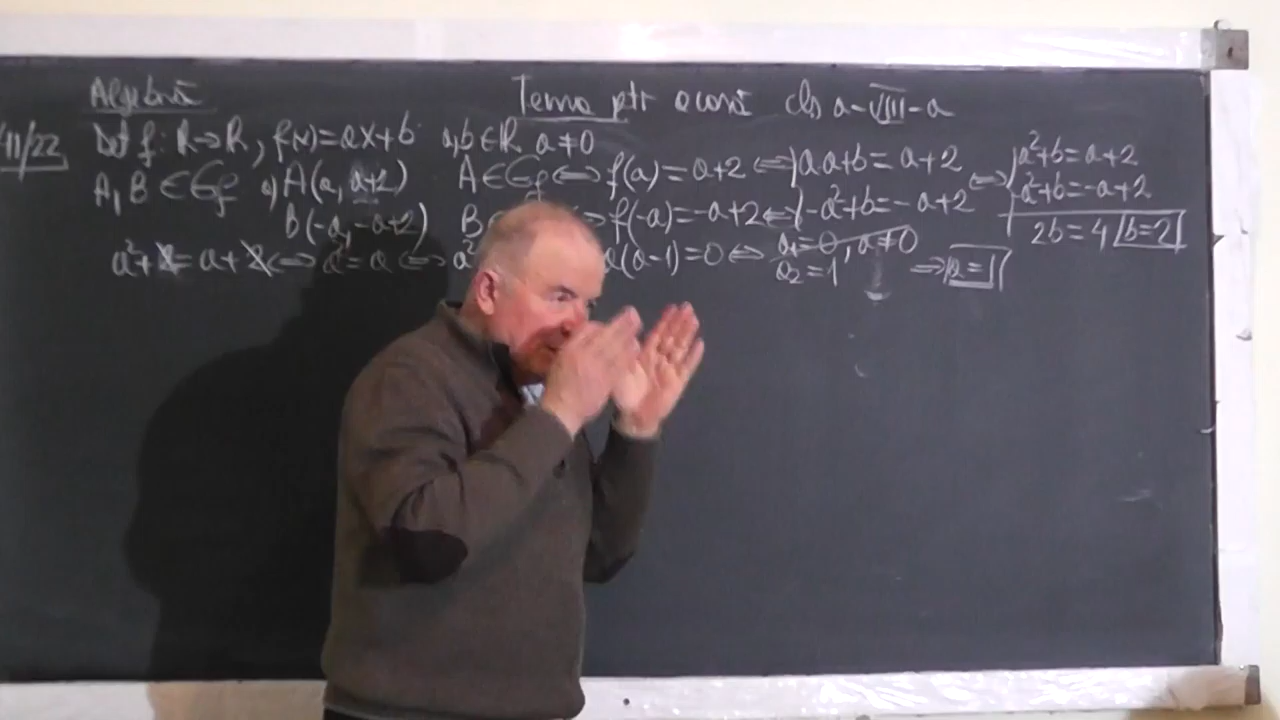 Algebră Temă ptr acasă cls a-VIII-a
11/22 Det f: R→R, f(x)=ax+b a,b∈R a≠0
A, B ∈ Gf a) A(a, a+2) A∈Gf ⇔ f(a)=a+2 ⇔ a·a+b=a+2 ⇔ a²+b=a+2
B(-a, -a+2) B ⇔ f(-a)=-a+2 ⇔ -a²+b=-a+2 a²+b=-a+2
2b=4 b=2
a²+2=a+2 ⇔ a²=a ⇔ a² a(a-1)=0 ⇔ a₁=0, a≠0
a₂=1 ⇒ a=1